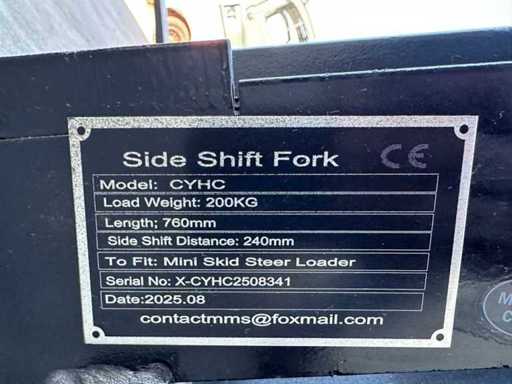 Side Shift Fork CE
Model: CYHC
Load Weight: 200KG
Length; 760mm
Side Shift Distance: 240mm
To Fit: Mini Skid Steer Loader
Serial No: X-CYHC2508341
Date:2025.08
contactmms@foxmail.com